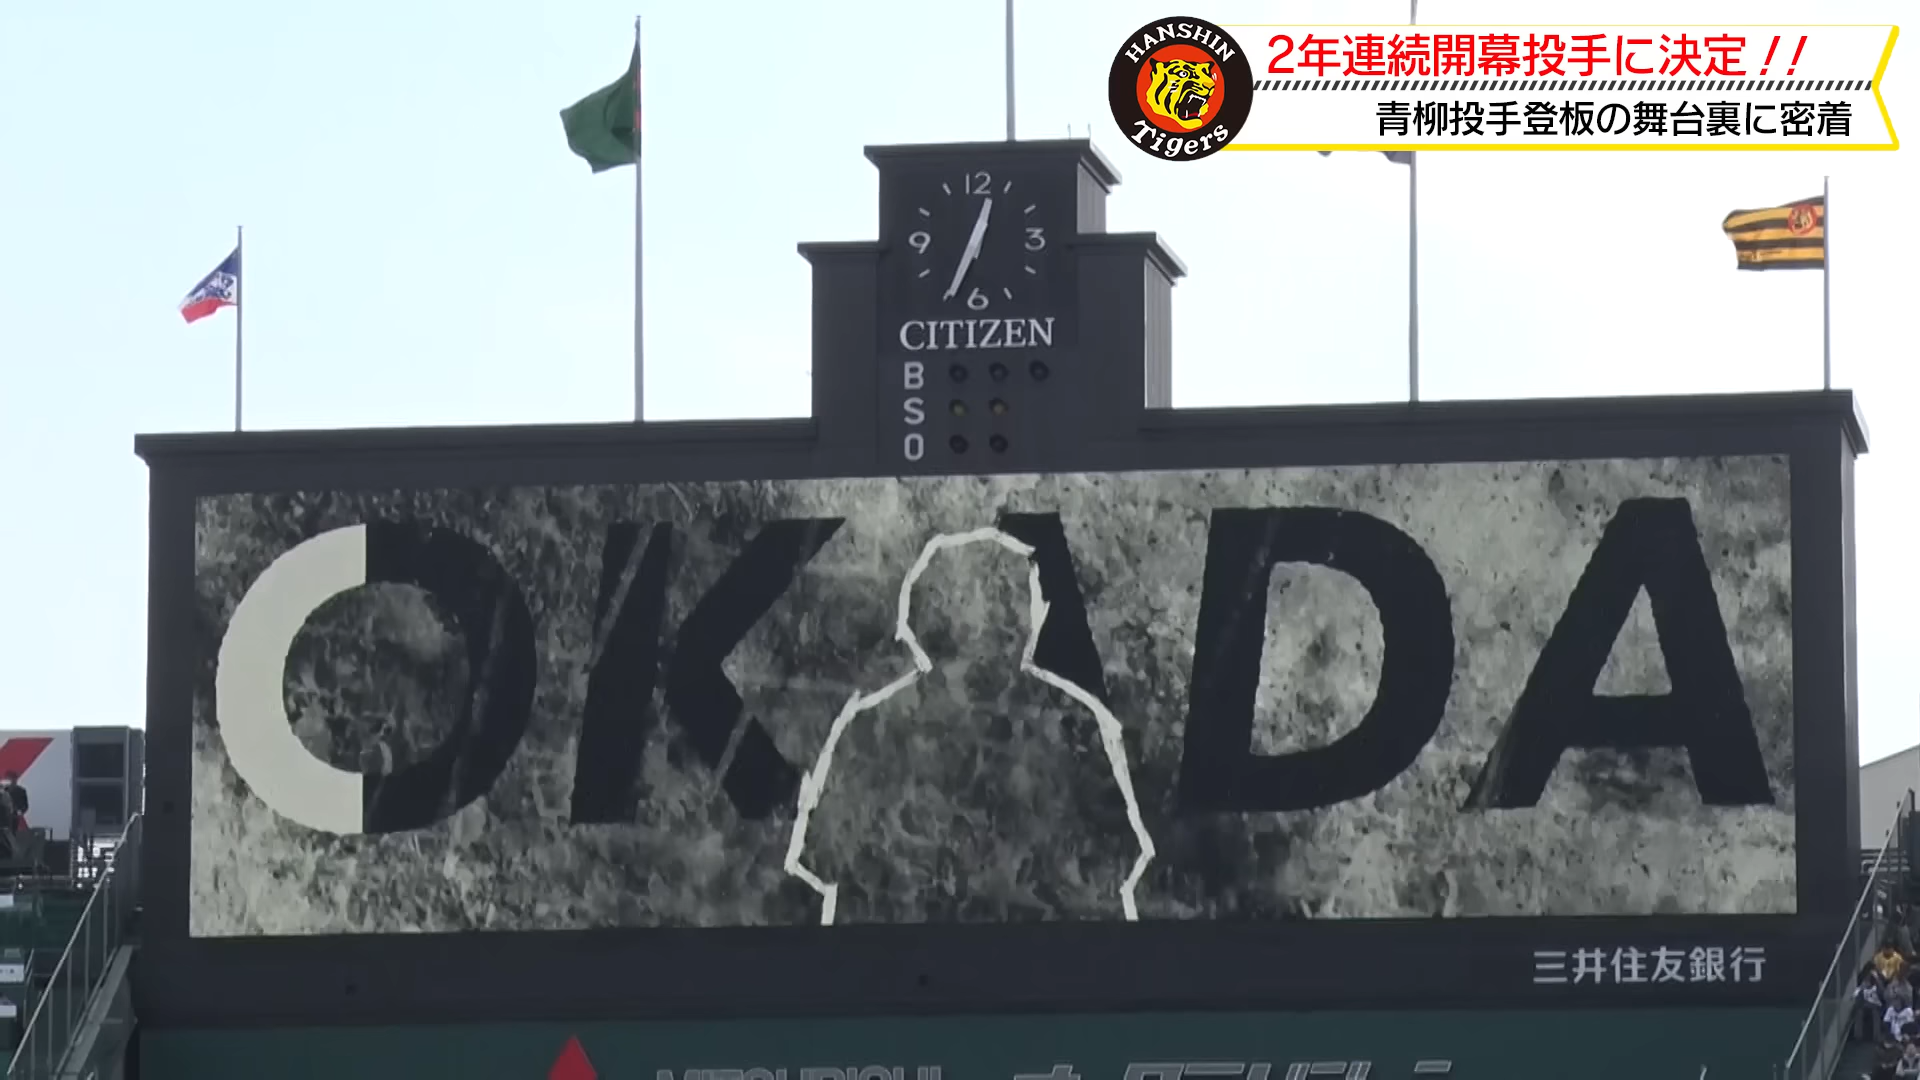 HANSHIN
Tigers
2年連続開幕投手に決定!!
青柳投手登板の舞台裏に密着
12
9 3
6
CITIZEN
B
S
O
OKADA
三井住友銀行